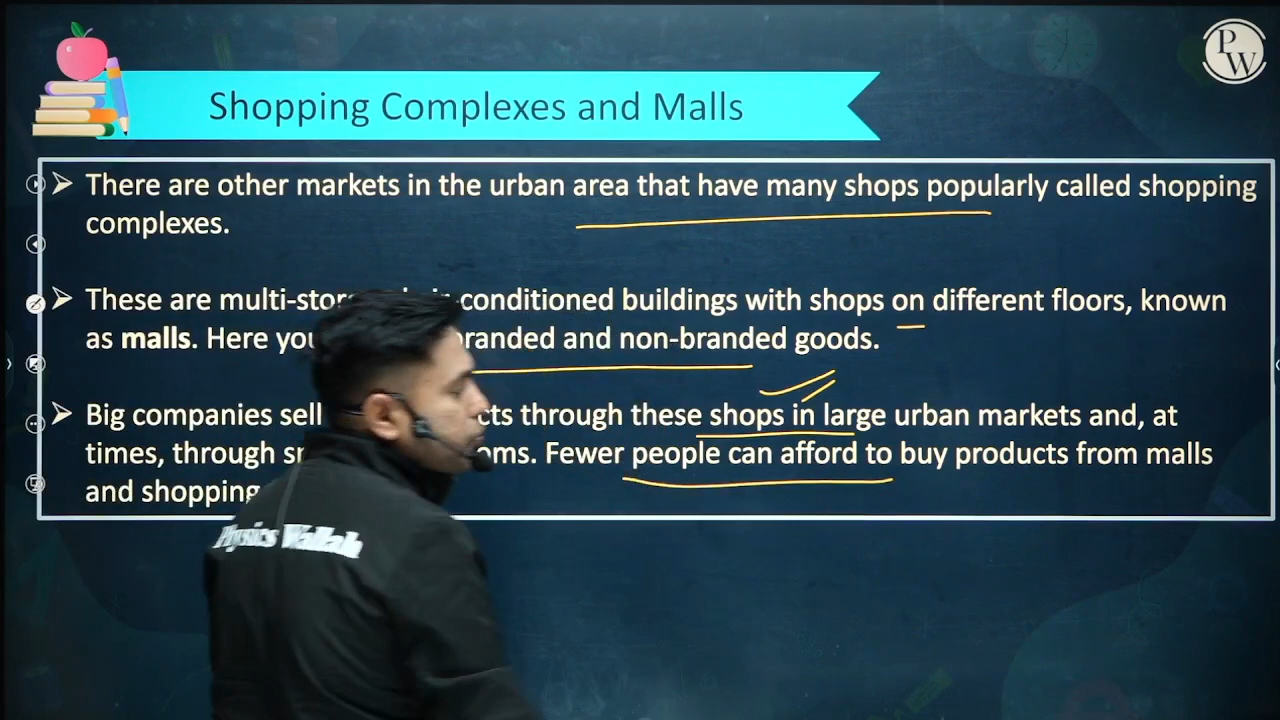 PW
Shopping Complexes and Malls
There are other markets in the urban area that have many shops popularly called shopping
complexes.
These are multi-stor conditioned buildings with shops on different floors, known
as malls. Here you branded and non-branded goods.
Big companies sell cts through these shops in large urban markets and, at
times, through oms. Fewer people can afford to buy products from malls
and shopping
Physics Wallah